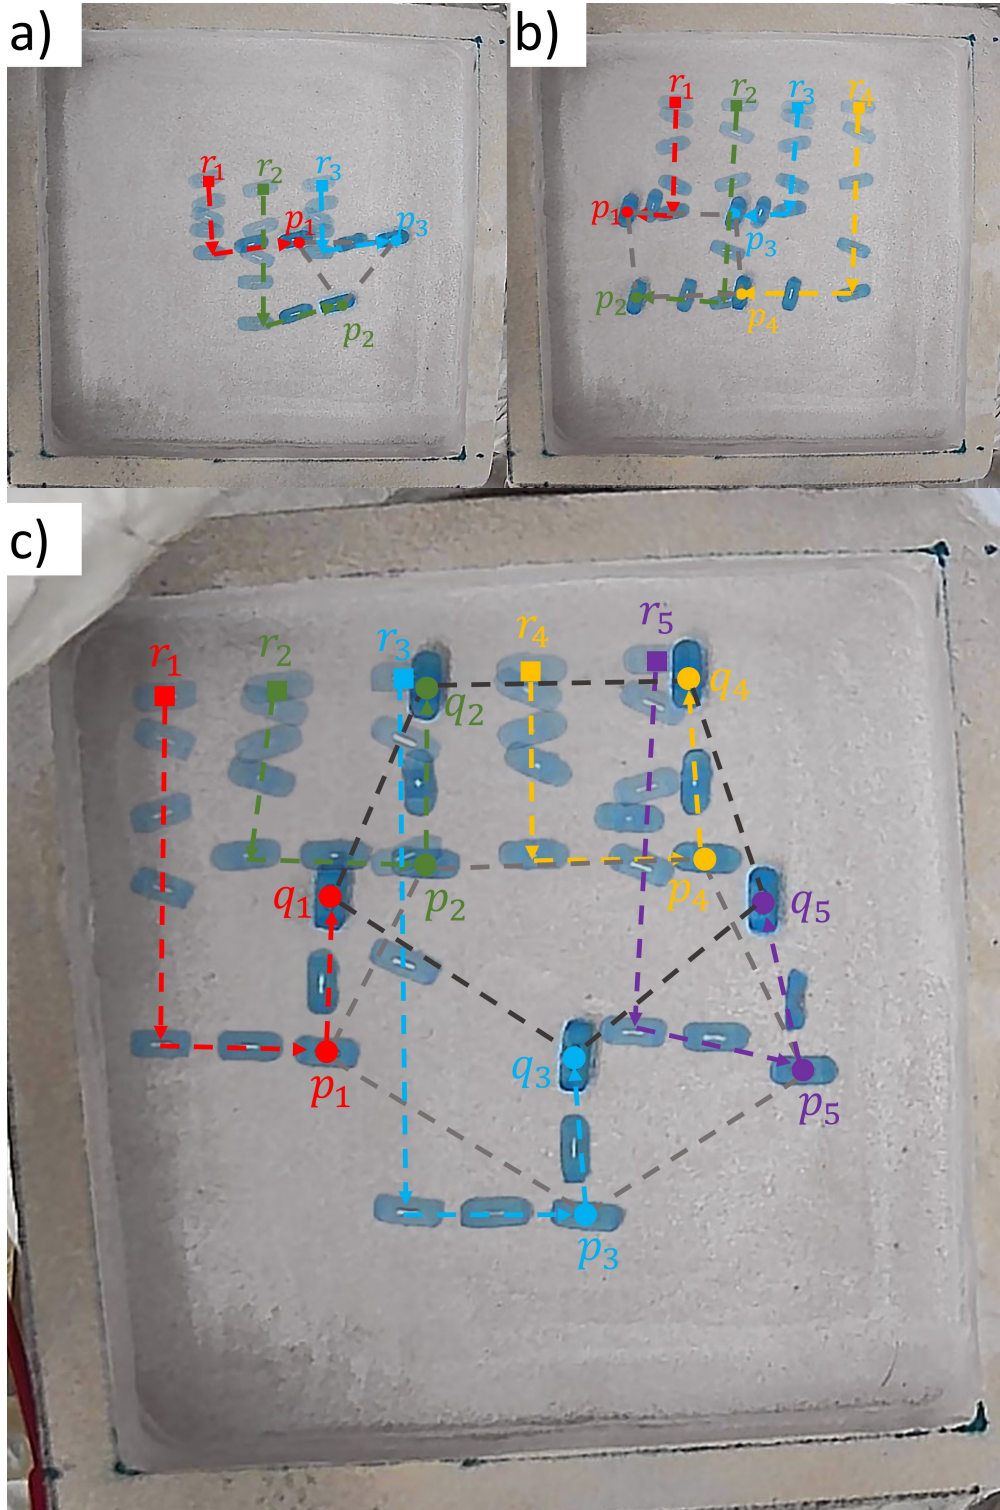 a)
b)
r₁
r₂
r₃
p₁
p₃
p₂
r₁
r₂
r₃
r₄
p₁
p₃
p₂
p₄
c)
r₁
r₂
r₃
r₄
r₅
q₂
q₄
q₁
p₂
p₄
q₅
q₃
p₁
p₅
p₃